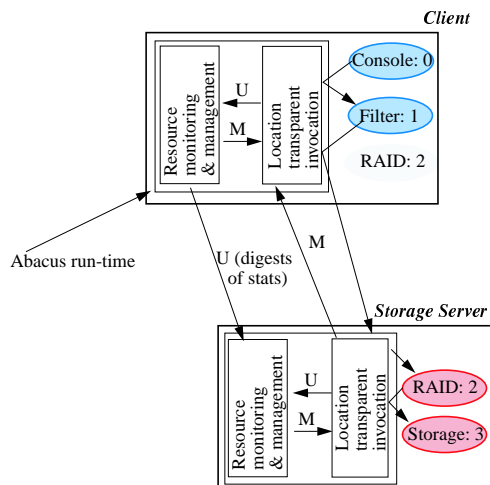 Client
Console: 0
Filter: 1
RAID: 2
Resource
monitoring
& management
U
M
Location
transparent
invocation
Abacus run-time
U (digests
of stats)
M
Storage Server
Resource
monitoring
& management
U
M
Location
transparent
invocation
RAID: 2
Storage: 3